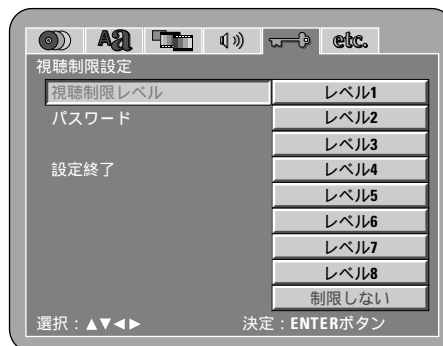 Aあ etc.
視聴制限設定
視聴制限レベル レベル1
パスワード レベル2
レベル3
設定終了 レベル4
レベル5
レベル6
レベル7
レベル8
制限しない
選択：▲▼◀▶ 決定：ENTERボタン